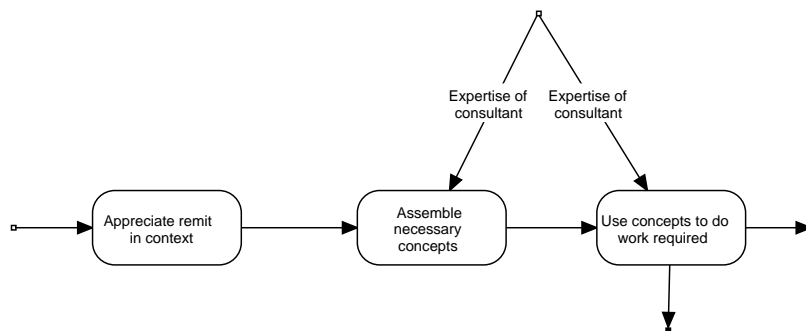 Expertise of
consultant
Expertise of
consultant
Appreciate remit
in context
Assemble
necessary
concepts
Use concepts to do
work required